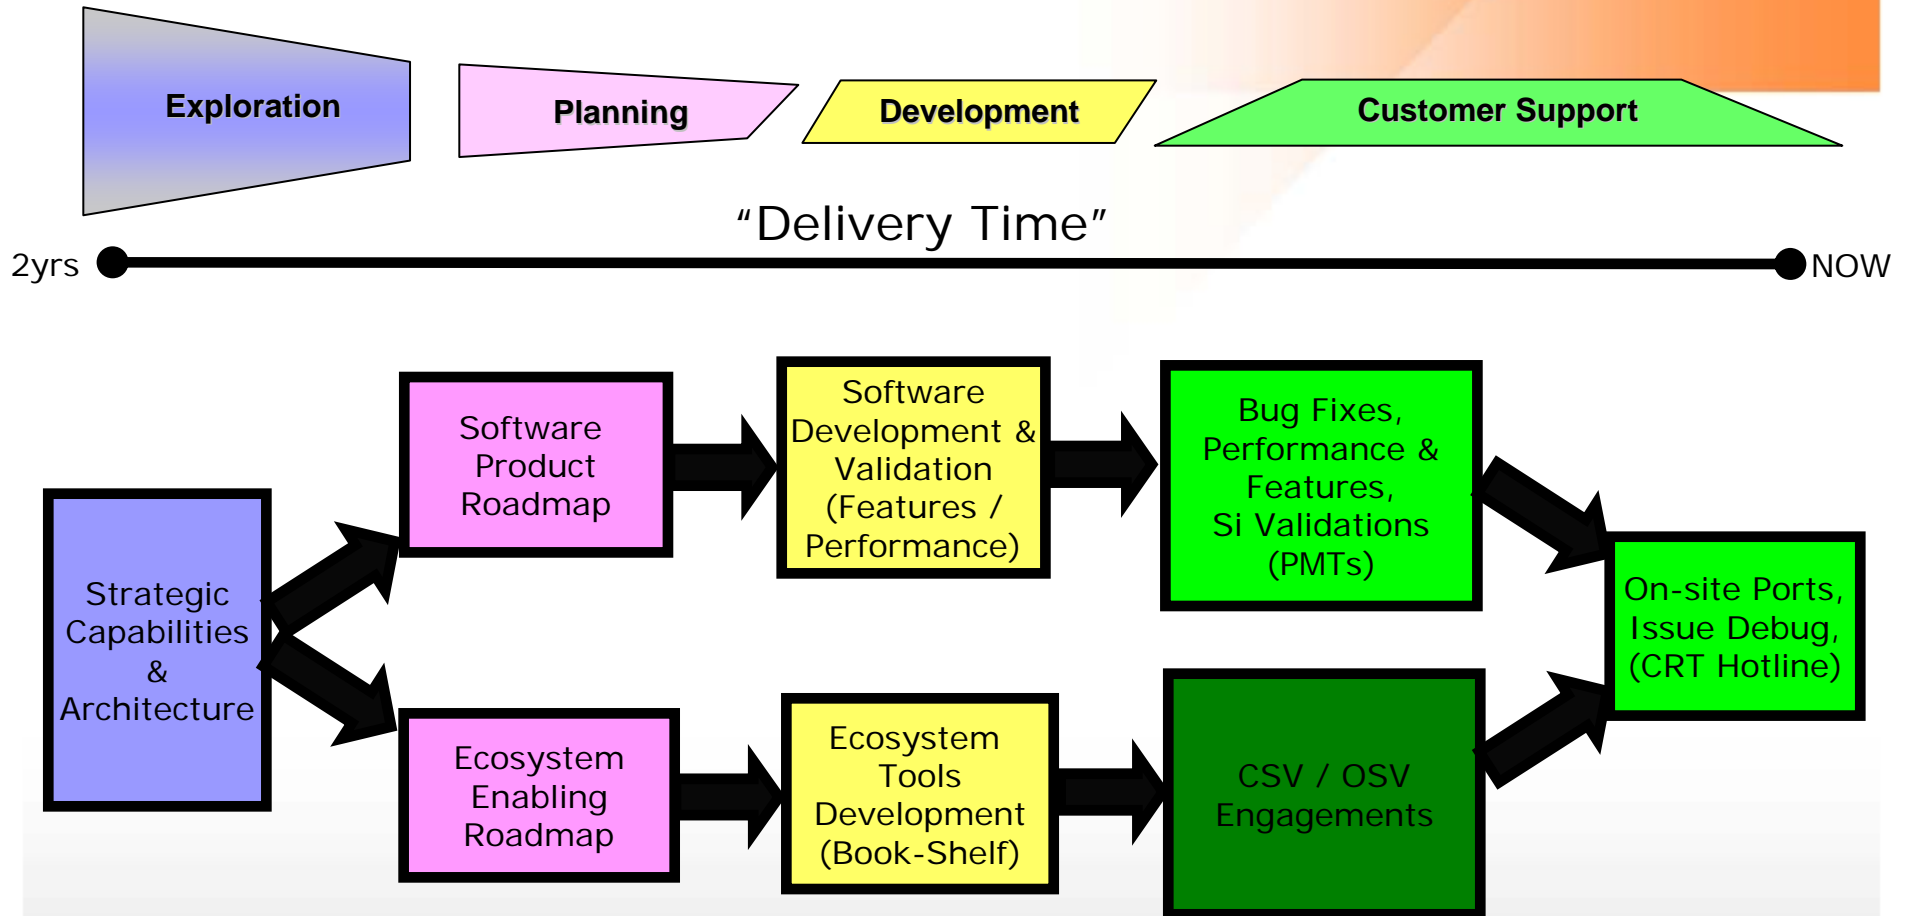 Exploration
Planning
Development
Customer Support
“Delivery Time”
2yrs
NOW
Strategic
Capabilities
&
Architecture
Software
Product
Roadmap
Software
Development &
Validation
(Features /
Performance)
Bug Fixes,
Performance &
Features,
Si Validations
(PMTs)
On-site Ports,
Issue Debug,
(CRT Hotline)
Ecosystem
Enabling
Roadmap
Ecosystem
Tools
Development
(Book-Shelf)
CSV / OSV
Engagements